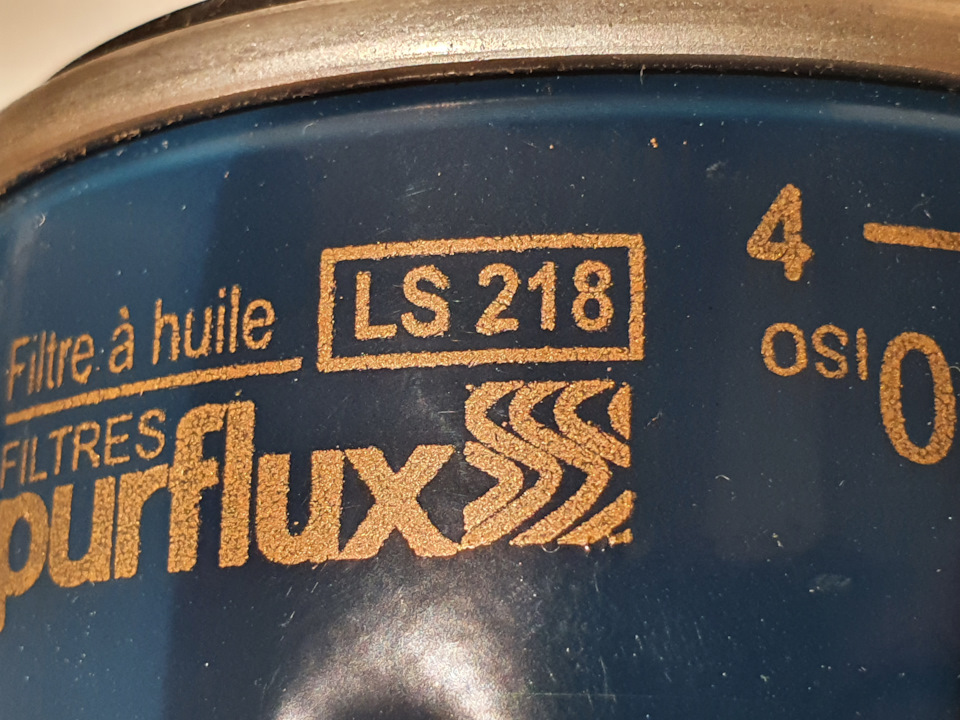 Filtre à huile
LS 218
FILTRES
purflux
4
OSI
0